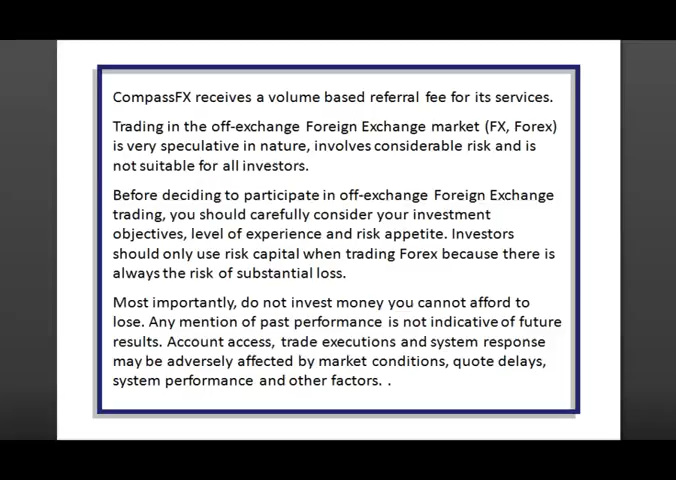 CompassFX receives a volume based referral fee for its services.
Trading in the off-exchange Foreign Exchange market (FX, Forex)
is very speculative in nature, involves considerable risk and is
not suitable for all investors.
Before deciding to participate in off-exchange Foreign Exchange
trading, you should carefully consider your investment
objectives, level of experience and risk appetite. Investors
should only use risk capital when trading Forex because there is
always the risk of substantial loss.
Most importantly, do not invest money you cannot afford to
lose. Any mention of past performance is not indicative of future
results. Account access, trade executions and system response
may be adversely affected by market conditions, quote delays,
system performance and other factors. .